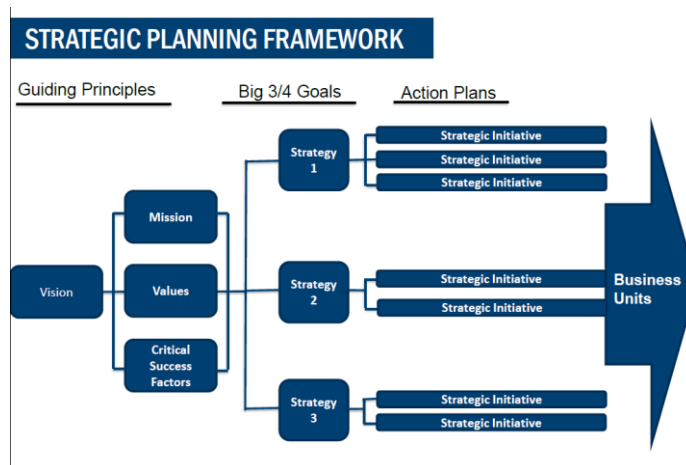 STRATEGIC PLANNING FRAMEWORK
Guiding Principles
Big 3/4 Goals
Action Plans
Vision
Mission
Values
Critical
Success
Factors
Strategy
1
Strategic Initiative
Strategic Initiative
Strategic Initiative
Strategy
2
Strategic Initiative
Strategic Initiative
Strategy
3
Strategic Initiative
Strategic Initiative
Business
Units